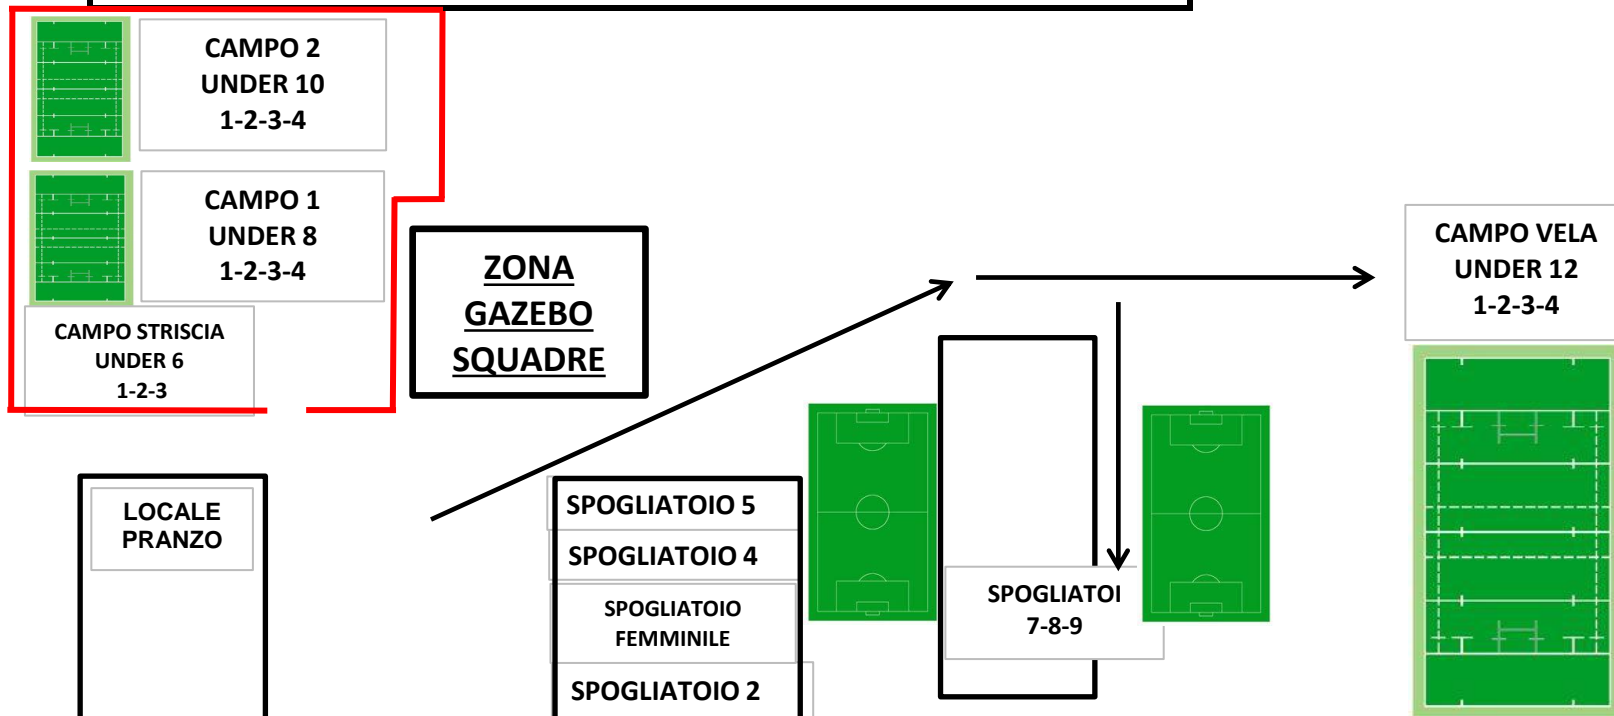 CAMPO 2
UNDER 10
1-2-3-4
CAMPO 1
UNDER 8
1-2-3-4
CAMPO STRISCIA
UNDER 6
1-2-3
ZONA
GAZEBO
SQUADRE
CAMPO VELA
UNDER 12
1-2-3-4
LOCALE
PRANZO
SPOGLIATOIO 5
SPOGLIATOIO 4
SPOGLIATOIO
FEMMINILE
SPOGLIATOIO 2
SPOGLIATOI
7-8-9